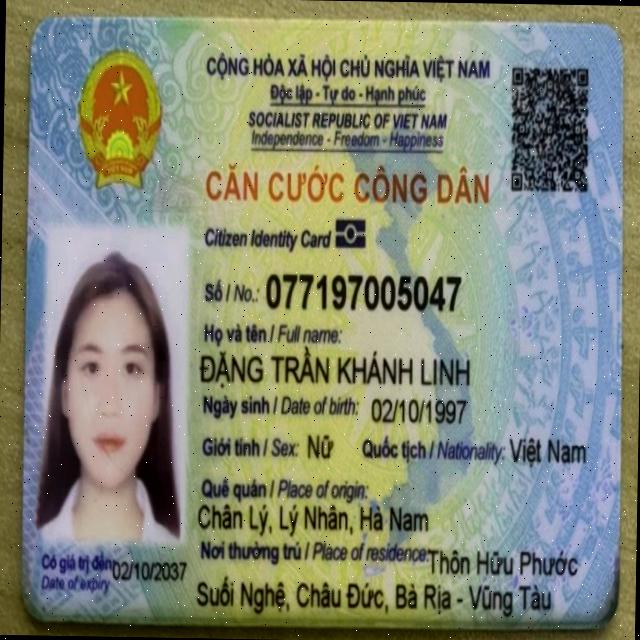 CỘNG HÒA XÃ HỘI CHỦ NGHĨA VIỆT NAM
Độc lập - Tự do - Hạnh phúc
SOCIALIST REPUBLIC OF VIET NAM
Independence - Freedom - Happiness
CĂN CƯỚC CÔNG DÂN
Citizen Identity Card
Số / No.: 077197005047
Họ và tên / Full name:
ĐẶNG TRẦN KHÁNH LINH
Ngày sinh / Date of birth: 02/10/1997
Giới tính / Sex: Nữ Quốc tịch / Nationality: Việt Nam
Quê quán / Place of origin:
Chân Lý, Lý Nhân, Hà Nam
Nơi thường trú / Place of residence: Thôn Hữu Phước
Suối Nghệ, Châu Đức, Bà Rịa - Vũng Tàu
Có giá trị đến 02/10/2037
Date of expiry